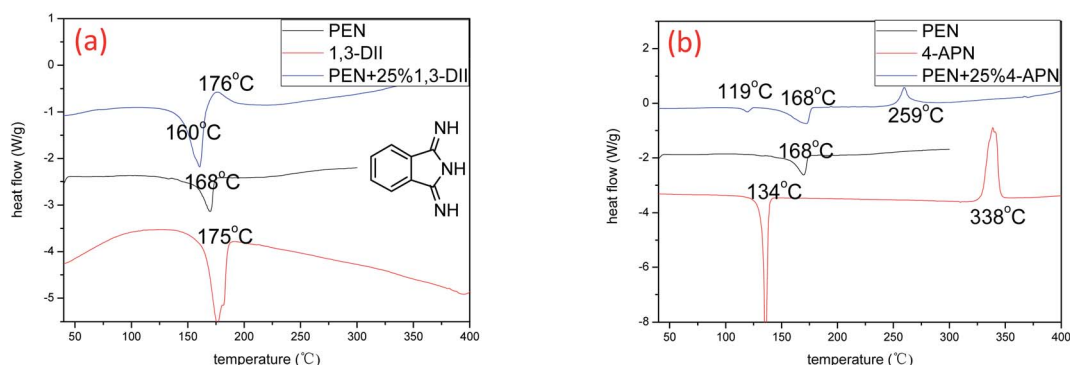 (a)
PEN
1,3-DII
PEN+25%1,3-DII
176°C
160°C
168°C
175°C
NH
NH
NH
1
0
-1
-2
-3
-4
-5
50 100 150 200 250 300 350 400
heat flow (W/g)
temperature (℃)
(b)
PEN
4-APN
PEN+25%4-APN
119°C
168°C
259°C
168°C
134°C
338°C
2
0
-2
-4
-6
-8
50 100 150 200 250 300 350 400
heat flow (W/g)
temperature (℃)